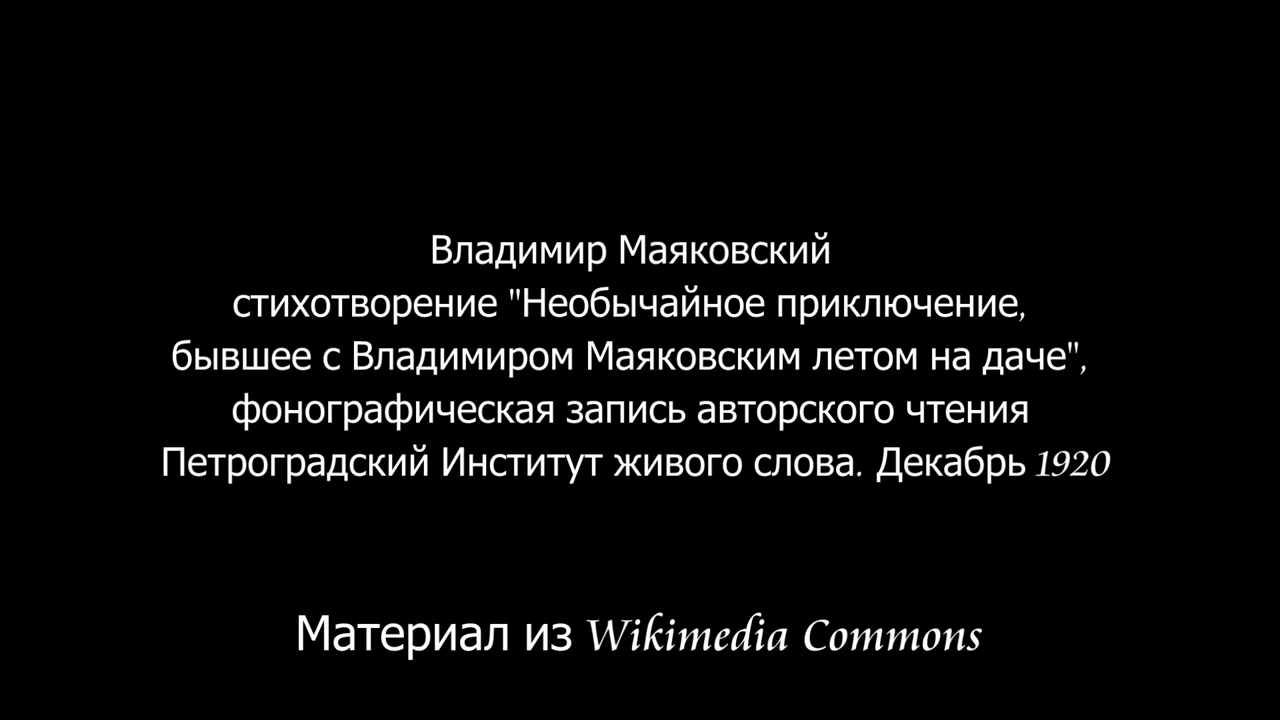 Владимир Маяковский
стихотворение "Необычайное приключение,
бывшее с Владимиром Маяковским летом на даче",
фонографическая запись авторского чтения
Петроградский Институт живого слова. Декабрь 1920
Материал из Wikimedia Commons